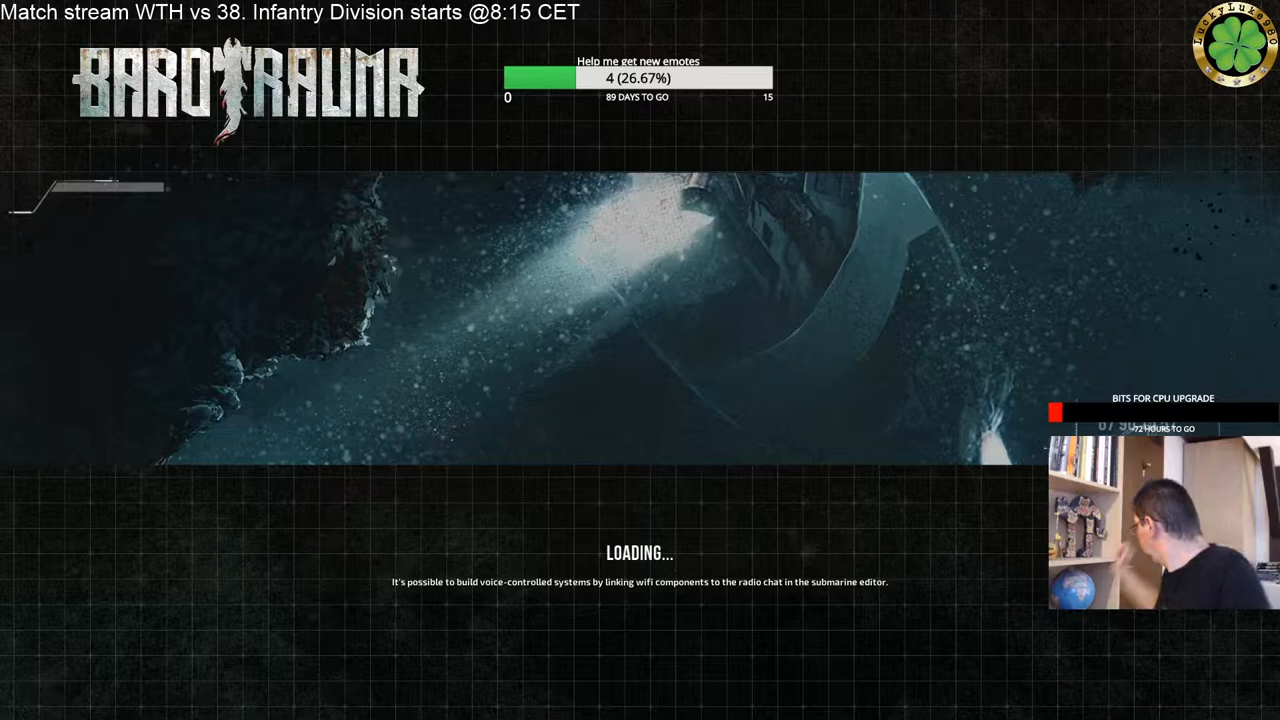 Match stream WTH vs 38. Infantry Division starts @8:15 CET
LuckyLuke980
BAROTRAUMA
Help me get new emotes
4 (26.67%)
0
89 DAYS TO GO
15
BITS FOR CPU UPGRADE
-72 HOURS TO GO
LOADING...
It's possible to build voice-controlled systems by linking wifi components to the radio chat in the submarine editor.